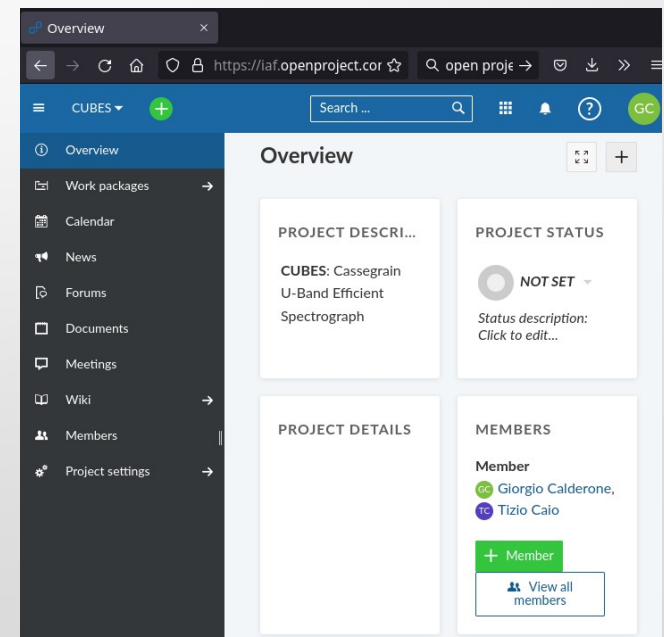 Overview
https://iaf.openproject.cor
open proje
CUBES
Search ...
?
GC
Overview
Work packages
Calendar
News
Forums
Documents
Meetings
Wiki
Members
Project settings
Overview
PROJECT DESCRI...
CUBES: Cassegrain
U-Band Efficient
Spectrograph
PROJECT STATUS
NOT SET
Status description:
Click to edit...
PROJECT DETAILS
MEMBERS
Member
GC Giorgio Calderone,
TC Tizio Caio
+ Member
View all
members